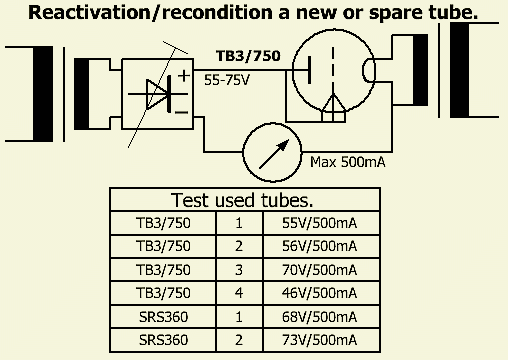 Reactivation/recondition a new or spare tube.
TB3/750
+
55-75V
-
Max 500mA
Test used tubes.
TB3/750 1 55V/500mA
TB3/750 2 56V/500mA
TB3/750 3 70V/500mA
TB3/750 4 46V/500mA
SRS360 1 68V/500mA
SRS360 2 73V/500mA